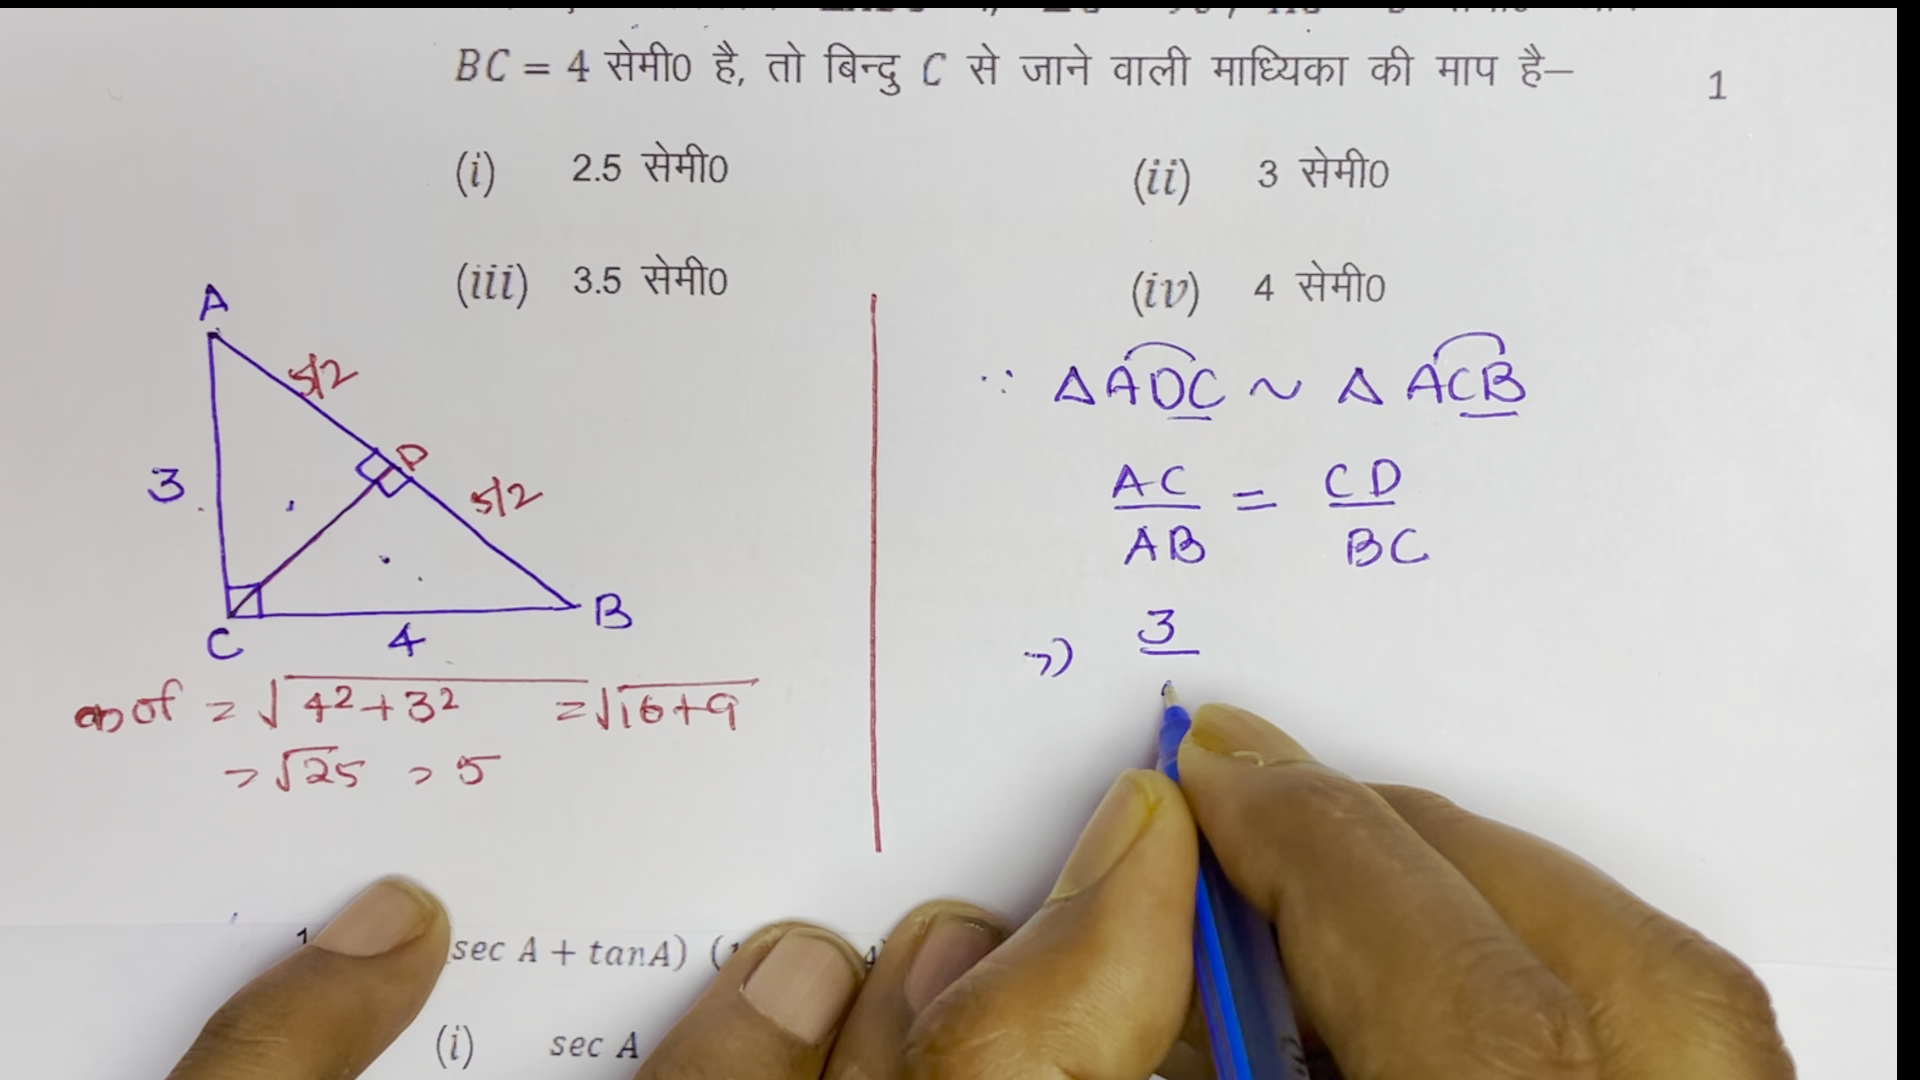 BC = 4 सेमी0 है, तो बिन्दु C से जाने वाली माध्यिका की माप है– 1
(i) 2.5 सेमी0 (ii) 3 सेमी0
(iii) 3.5 सेमी0 (iv) 4 सेमी0
A
5/2
D
5/2
3
C
4
B
= √4²+3² = √16+9
= √25 = 5
∵ ΔADC ~ ΔACB
AC/AB = CD/BC
⇒ 3
sec A + tanA) (1
(i) sec A